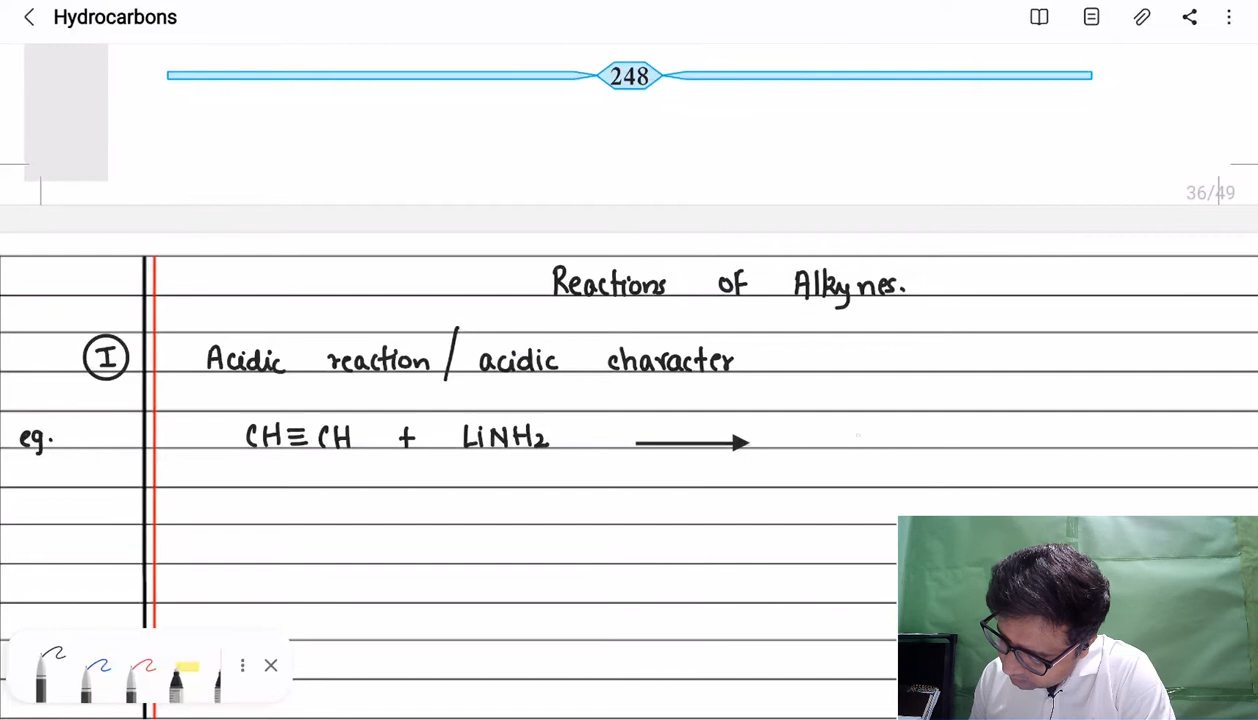 Hydrocarbons
248
36/49
Reactions of Alkynes.
I Acidic reaction / acidic character
eg. CH≡CH + LiNH2 ⟶